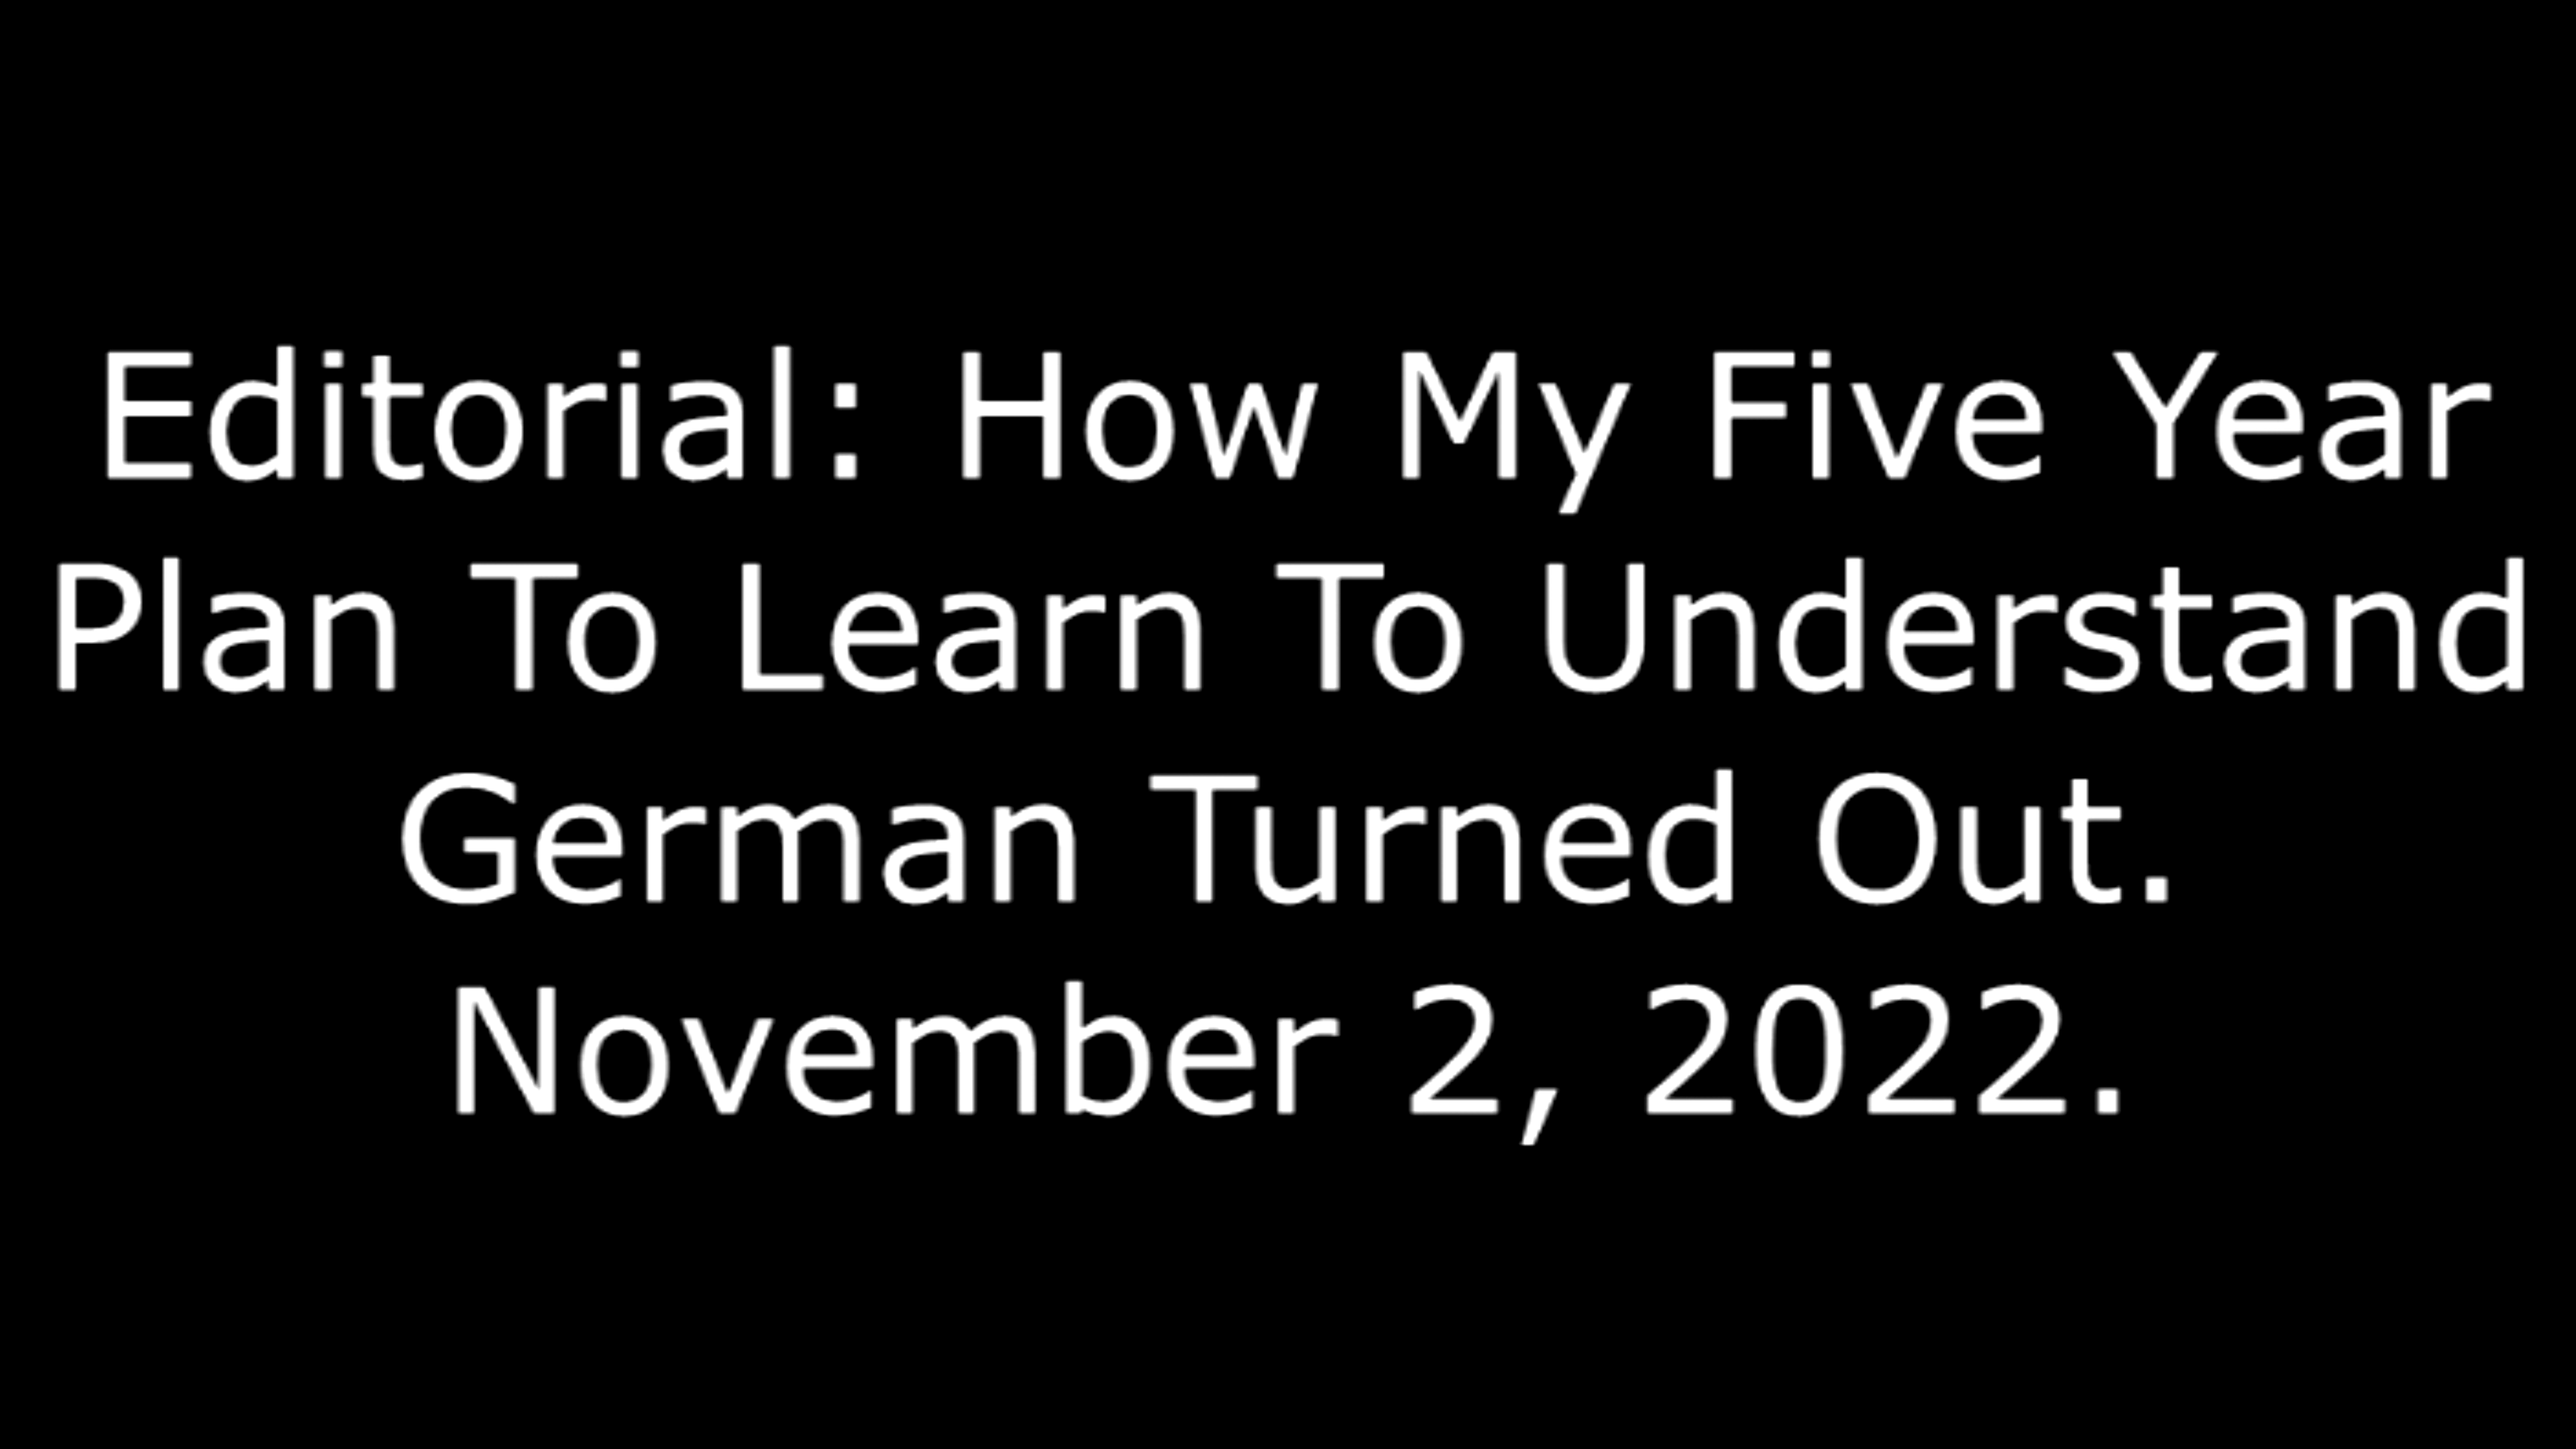 Editorial: How My Five Year
Plan To Learn To Understand
German Turned Out.
November 2, 2022.